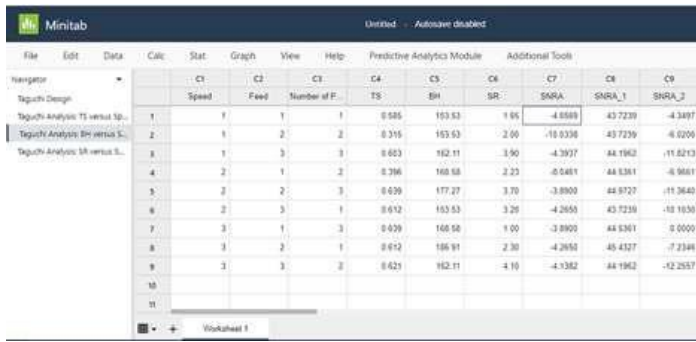 Minitab
Untitled - Autosave disabled
File Edit Data Calc Stat Graph View Help Predictive Analytics Module Additional Tools
Navigator
Taguchi Design
Taguchi Analysis: TS versus Sp...
Taguchi Analysis: BH versus S...
Taguchi Analysis: SR versus S...
C1 C2 C3 C4 C5 C6 C7 C8 C9
Speed Feed Number of P... TS BH SR SNRA SNRA_1 SNRA_2
1 1 1 1 0.585 153.53 1.65 -4.6569 43.7239 -4.3497
2 1 2 2 0.315 153.53 2.00 -10.0338 43.7239 -6.0206
3 1 3 3 0.603 162.11 3.90 -4.3937 44.1962 -11.8213
4 2 1 2 0.396 168.58 2.23 -8.0461 44.5361 -6.9661
5 2 2 3 0.639 177.27 3.70 -3.8900 44.9727 -11.3640
6 2 3 1 0.612 153.53 3.20 -4.2650 43.7239 -10.1030
7 3 1 3 0.639 168.58 1.00 -3.8900 44.5361 0.0000
8 3 2 1 0.612 186.91 2.30 -4.2650 45.4327 -7.2346
9 3 3 2 0.621 162.11 4.10 -4.1382 44.1962 -12.2557
10
11
Worksheet 1